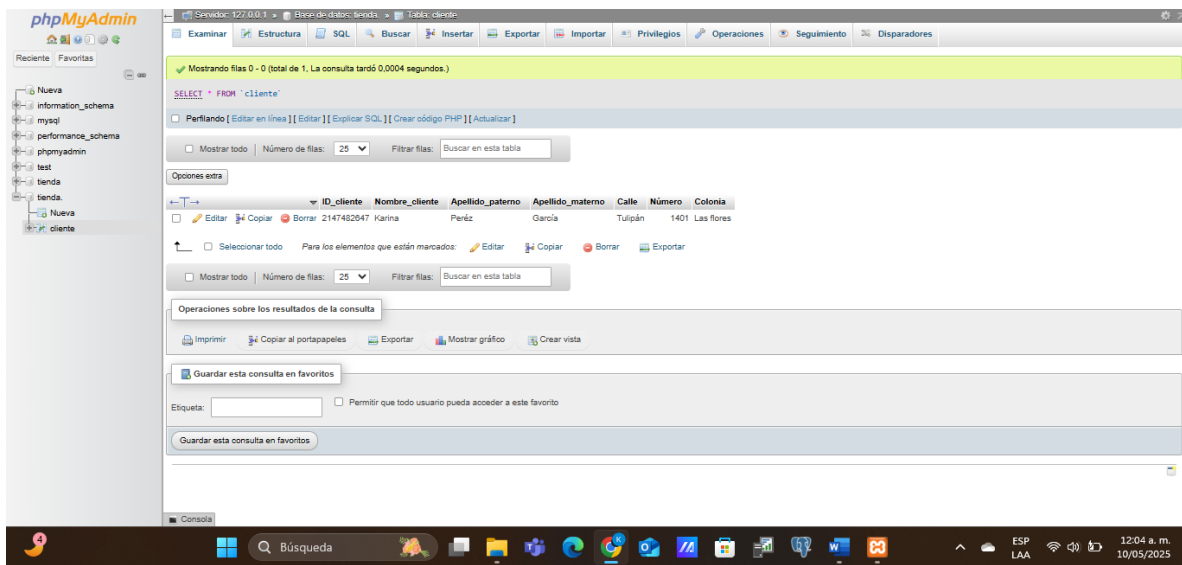 phpMyAdmin
Servidor: 127.0.0.1 » Base de datos: tienda. » Tabla: cliente
Examinar Estructura SQL Buscar Insertar Exportar Importar Privilegios Operaciones Seguimiento Disparadores
Reciente Favoritas
Nueva
information_schema
mysql
performance_schema
phpmyadmin
test
tienda
tienda.
Nueva
cliente
Mostrando filas 0 - 0 (total de 1, La consulta tardó 0,0004 segundos.)
SELECT * FROM `cliente`
Perfilando [ Editar en línea ] [ Editar ] [ Explicar SQL ] [ Crear código PHP ] [ Actualizar ]
Mostrar todo | Número de filas: 25 Filtrar filas: Buscar en esta tabla
Opciones extra
←T→ ID_cliente Nombre_cliente Apellido_paterno Apellido_materno Calle Número Colonia
Editar Copiar Borrar 2147482647 Karina Peréz García Tulipán 1401 Las flores
Seleccionar todo Para los elementos que están marcados: Editar Copiar Borrar Exportar
Mostrar todo | Número de filas: 25 Filtrar filas: Buscar en esta tabla
Operaciones sobre los resultados de la consulta
Imprimir Copiar al portapapeles Exportar Mostrar gráfico Crear vista
Guardar esta consulta en favoritos
Etiqueta: Permitir que todo usuario pueda acceder a este favorito
Guardar esta consulta en favoritos
Consola
4
Búsqueda
ESP
LAA
12:04 a. m.
10/05/2025